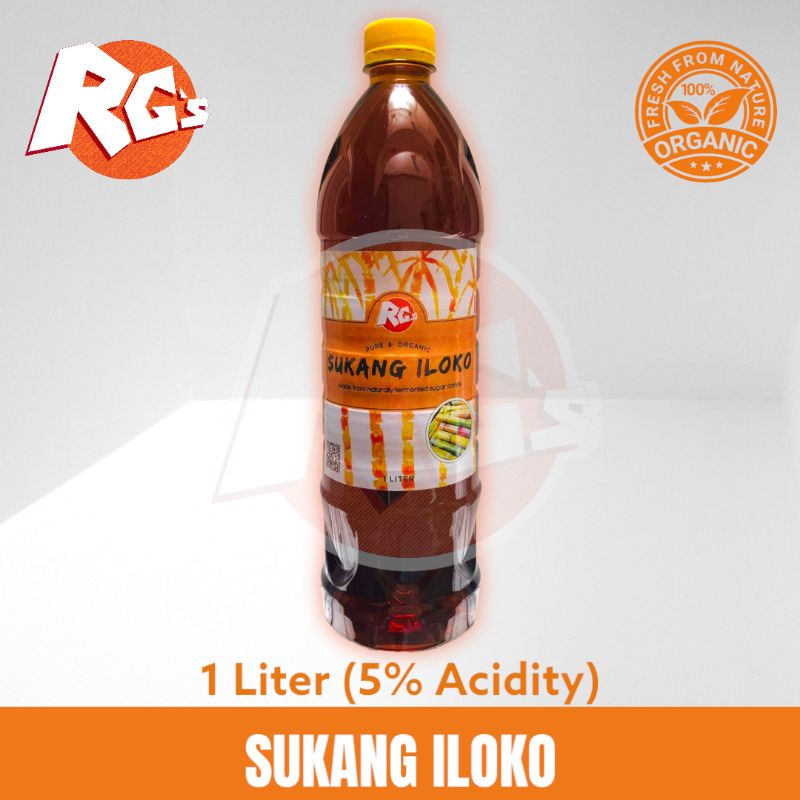 RG's
FRESH FROM NATURE
100%
ORGANIC
RG's
PURE & ORGANIC
SUKANG ILOKO
Made from naturally fermented sugar canes
1 LITER
RG's
1 Liter (5% Acidity)
SUKANG ILOKO